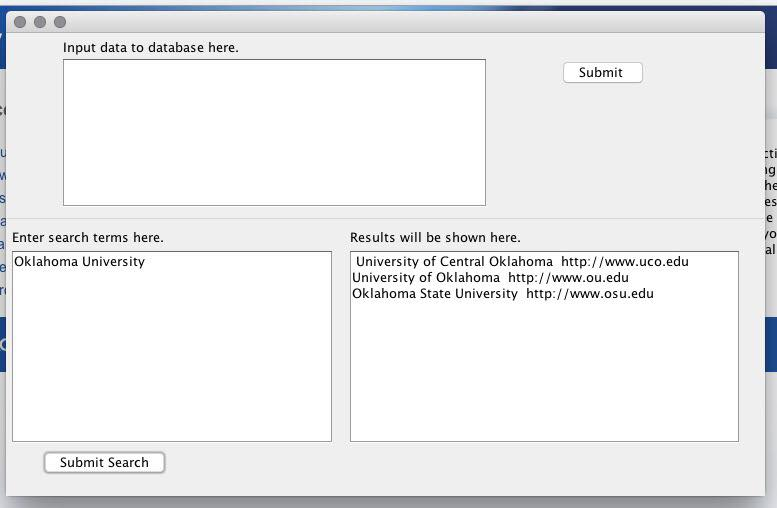 Input data to database here.
Submit
Enter search terms here.
Oklahoma University
Results will be shown here.
University of Central Oklahoma  http://www.uco.edu
University of Oklahoma  http://www.ou.edu
Oklahoma State University  http://www.osu.edu
Submit Search